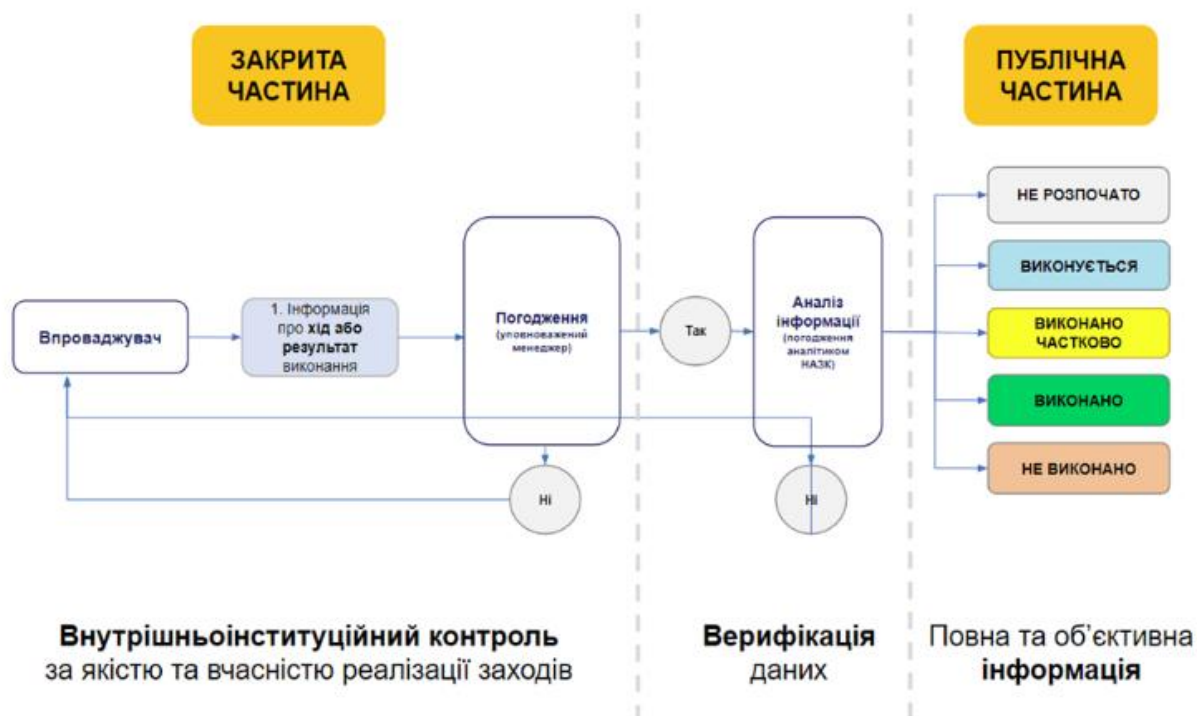 ЗАКРИТА
ЧАСТИНА
ПУБЛІЧНА
ЧАСТИНА
Впроваджувач
1. Інформація
про хід або
результат
виконання
Погодження
(уповноважений
менеджер)
Так
Ні
Аналіз
інформації
(погодження
аналітиком
НАЗК)
Ні
НЕ РОЗПОЧАТО
ВИКОНУЄТЬСЯ
ВИКОНАНО
ЧАСТКОВО
ВИКОНАНО
НЕ ВИКОНАНО
Внутрішньоінституційний контроль
за якістю та вчасністю реалізації заходів
Верифікація
даних
Повна та об’єктивна
інформація